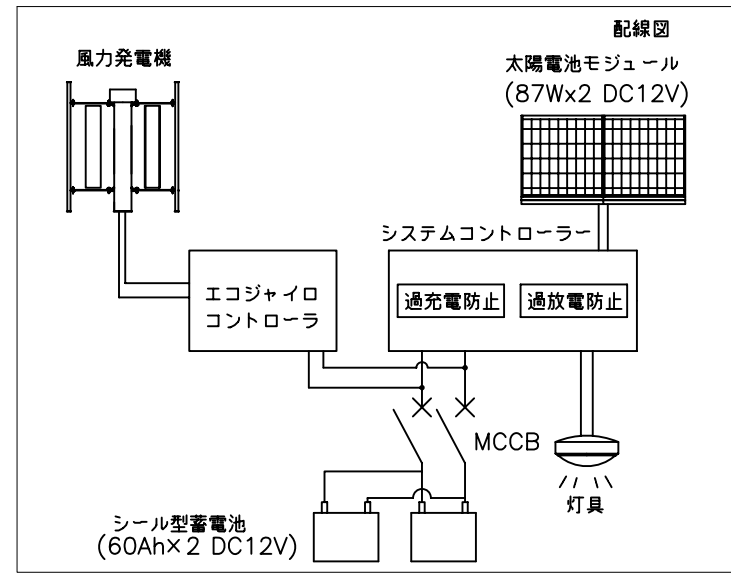 配線図
風力発電機
太陽電池モジュール
(87Wx2 DC12V)
システムコントローラー
エコジャイロ
コントローラ
過充電防止
過放電防止
MCCB
灯具
シール型蓄電池
(60Ah×2 DC12V)